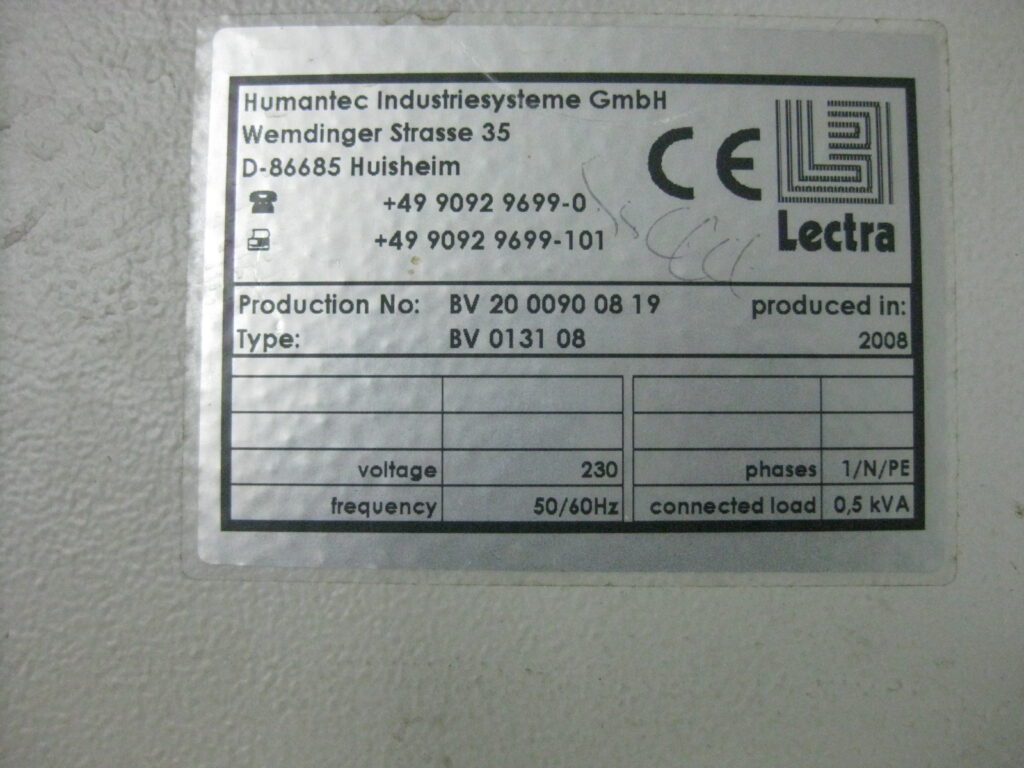 Humantec Industriesysteme GmbH
Wemdinger Strasse 35
D-86685 Huisheim
+49 9092 9699-0
+49 9092 9699-101
CE
Lectra
Production No: BV 20 0090 08 19 produced in:
Type: BV 0131 08 2008
voltage 230 phases 1/N/PE
frequency 50/60Hz connected load 0,5 kVA